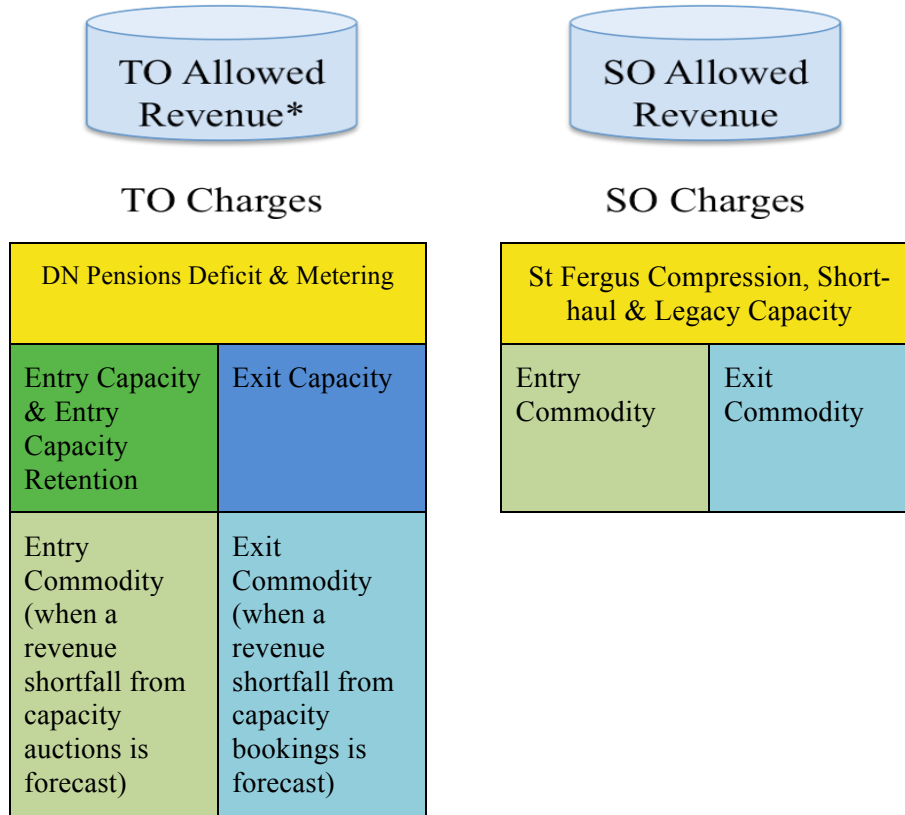 TO Allowed
Revenue*
SO Allowed
Revenue
TO Charges
SO Charges
DN Pensions Deficit & Metering
Entry Capacity
& Entry
Capacity
Retention
Exit Capacity
Entry
Commodity
(when a
revenue
shortfall from
capacity
auctions is
forecast)
Exit
Commodity
(when a
revenue
shortfall from
capacity
bookings is
forecast)
St Fergus Compression, Short-
haul & Legacy Capacity
Entry
Commodity
Exit
Commodity